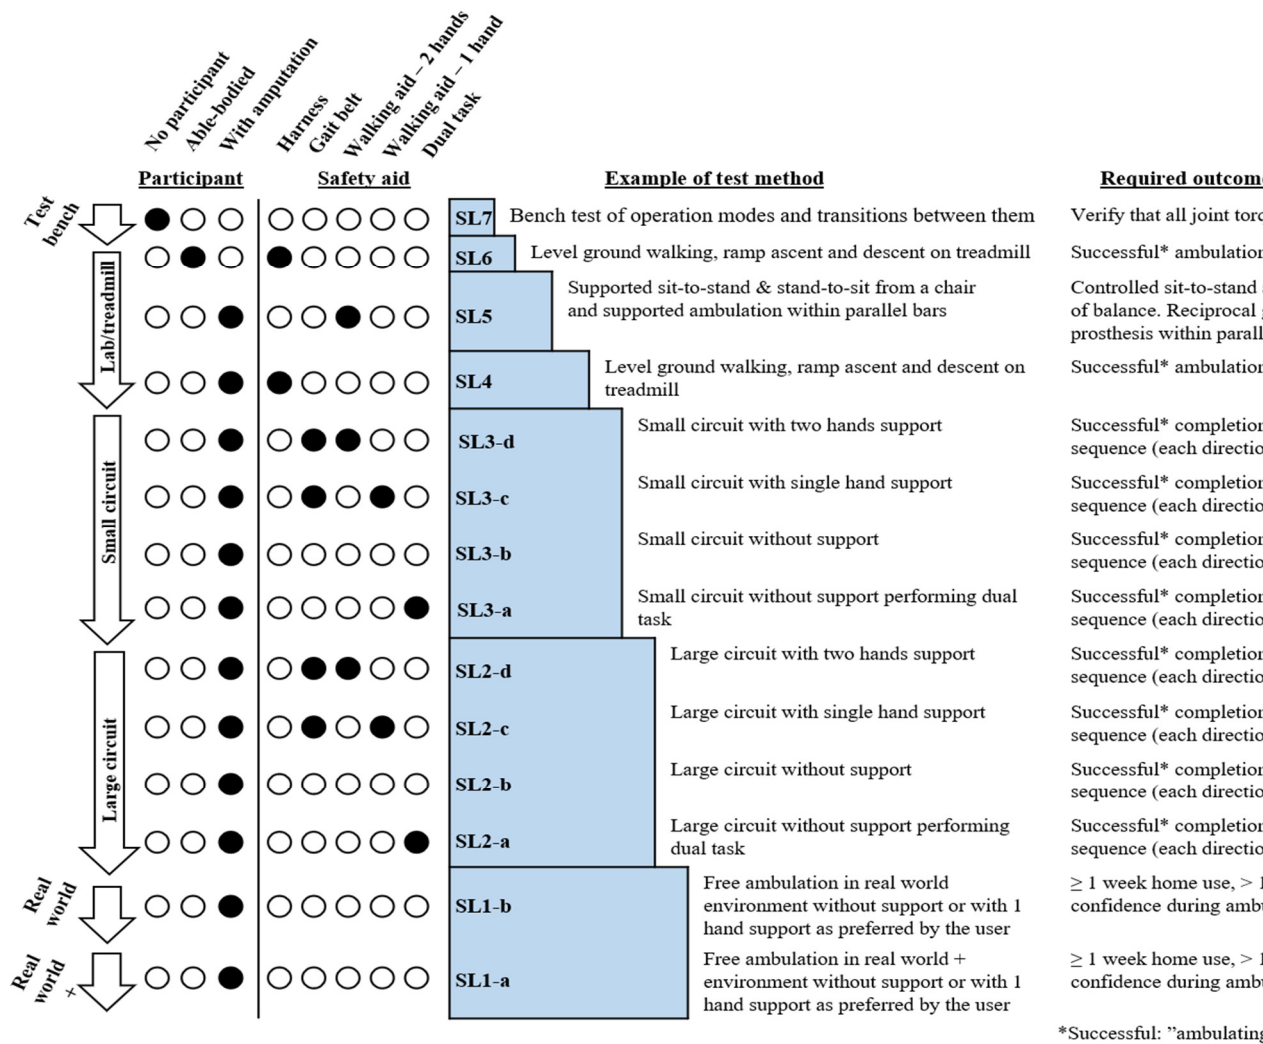 No participant
Able-bodied
With amputation
Harness
Gait belt
Walking aid – 2 hands
Walking aid – 1 hand
Dual task
Participant
Safety aid
Example of test method
Required outcome
Test
bench
SL7
Bench test of operation modes and transitions between them
Verify that all joint torq
Lab/treadmill
SL6
Level ground walking, ramp ascent and descent on treadmill
Successful* ambulation
SL5
Supported sit-to-stand & stand-to-sit from a chair
and supported ambulation within parallel bars
Controlled sit-to-stand
of balance. Reciprocal
prosthesis within parall
SL4
Level ground walking, ramp ascent and descent on
treadmill
Successful* ambulation
Small circuit
SL3-d
Small circuit with two hands support
Successful* completion
sequence (each directio
SL3-c
Small circuit with single hand support
Successful* completion
sequence (each directio
SL3-b
Small circuit without support
Successful* completion
sequence (each directio
SL3-a
Small circuit without support performing dual
task
Successful* completion
sequence (each directio
Large circuit
SL2-d
Large circuit with two hands support
Successful* completion
sequence (each directio
SL2-c
Large circuit with single hand support
Successful* completion
sequence (each directio
SL2-b
Large circuit without support
Successful* completion
sequence (each directio
SL2-a
Large circuit without support performing
dual task
Successful* completion
sequence (each directio
Real
world
SL1-b
Free ambulation in real world
environment without support or with 1
hand support as preferred by the user
≥ 1 week home use, > 1
confidence during ambu
Real
world
+
SL1-a
Free ambulation in real world +
environment without support or with 1
hand support as preferred by the user
≥ 1 week home use, > 1
confidence during ambu
*Successful: ”ambulating